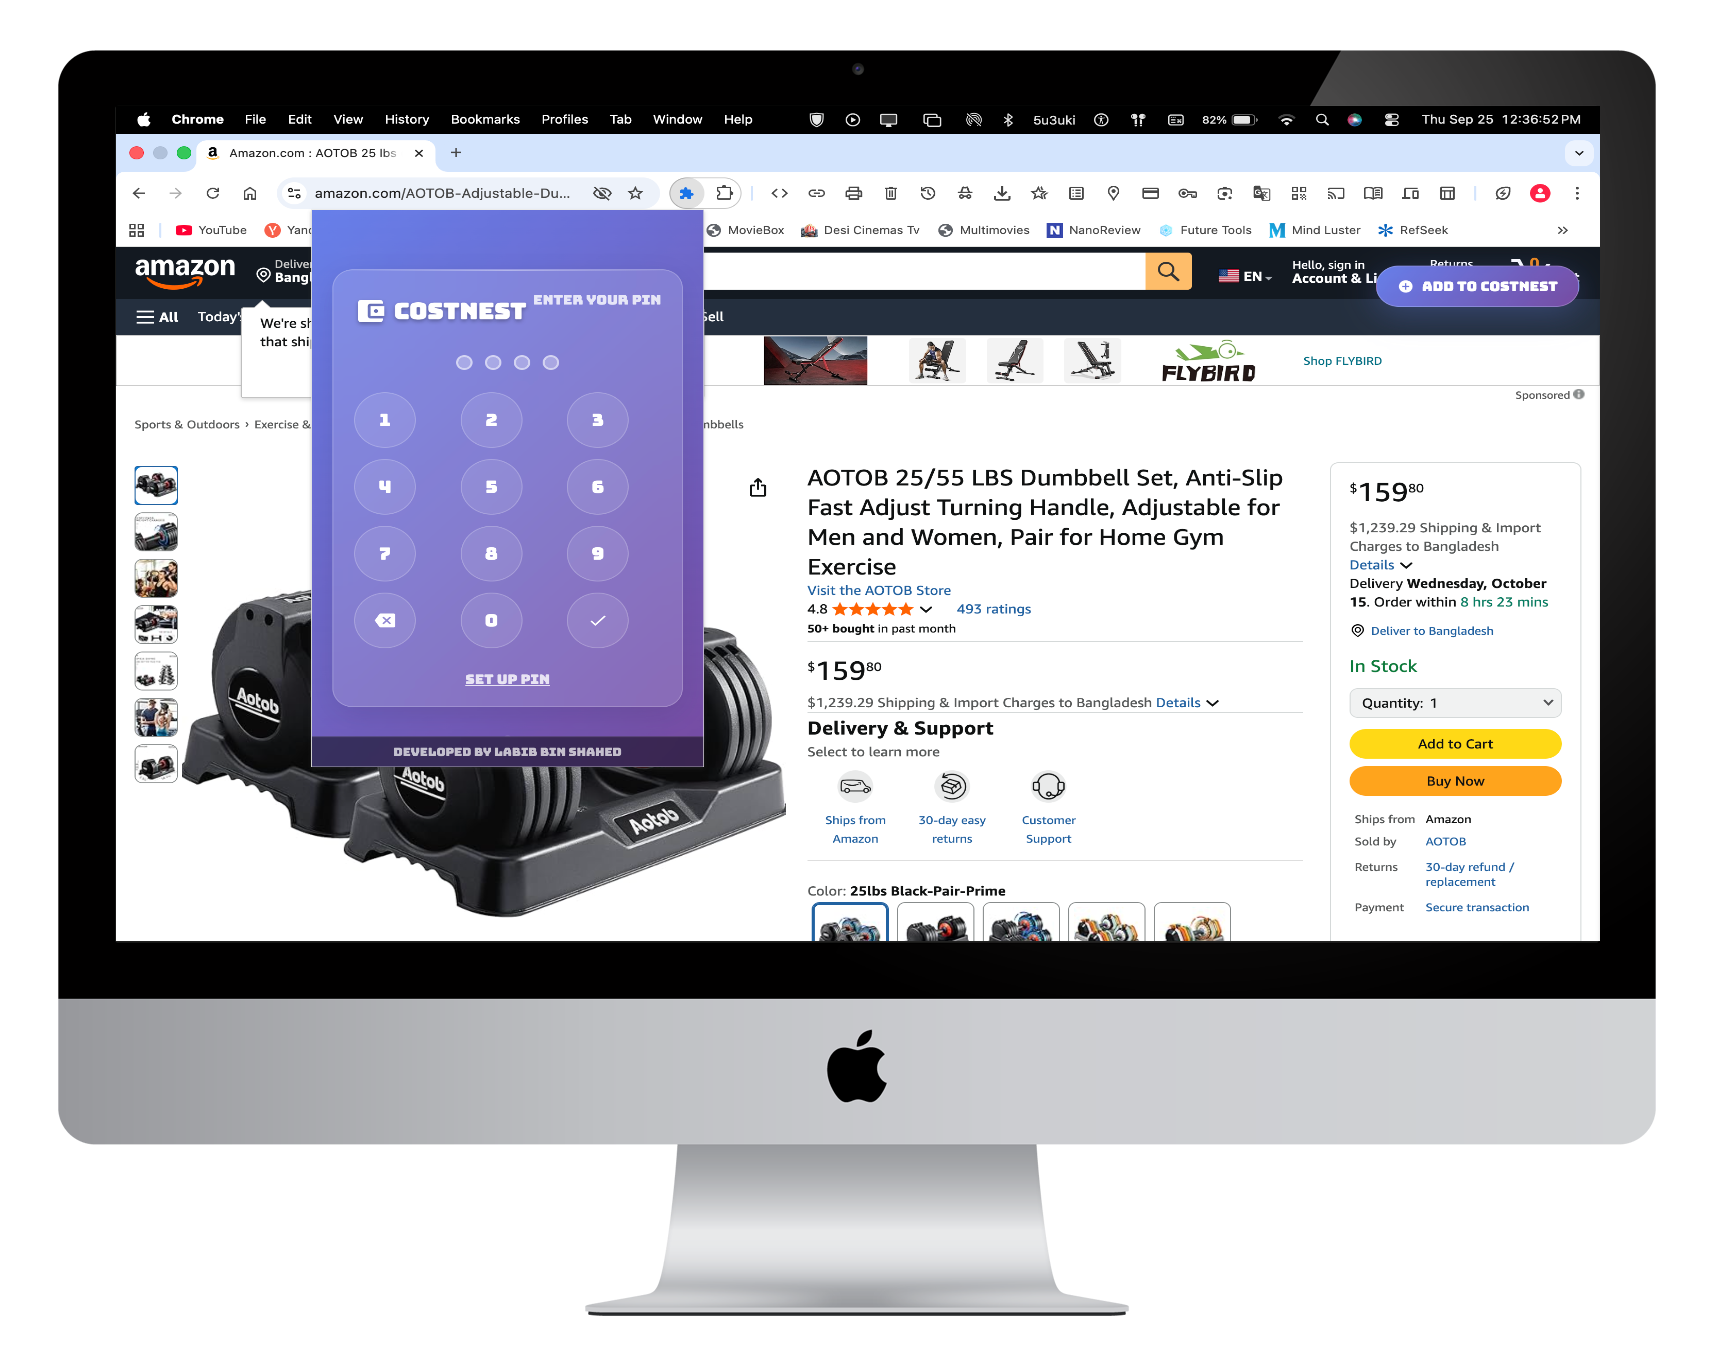 Chrome File Edit View History Bookmarks Profiles Tab Window Help 5u3uki 82% Thu Sep 25 12:36:52 PM
Amazon.com : AOTOB 25 lbs
amazon.com/AOTOB-Adjustable-Du...
YouTube MovieBox Desi Cinemas Tv Multimovies NanoReview Future Tools Mind Luster RefSeek
amazon
EN
Hello, sign in
Account & Li
Returns
0
ADD TO COSTNEST
All Today's Sell
We're sh
that shi
COSTNEST
ENTER YOUR PIN
1 2 3
4 5 6
7 8 9
0
SET UP PIN
DEVELOPED BY LABIB BIN SHAHED
FLYBIRD
Shop FLYBIRD
Sponsored
Sports & Outdoors › Exercise &
Aotob
Aotob
Aotob
AOTOB 25/55 LBS Dumbbell Set, Anti-Slip
Fast Adjust Turning Handle, Adjustable for
Men and Women, Pair for Home Gym
Exercise
Visit the AOTOB Store
4.8 493 ratings
50+ bought in past month
$159.80
$1,239.29 Shipping & Import Charges to Bangladesh Details
Delivery & Support
Select to learn more
Ships from
Amazon
30-day easy
returns
Customer
Support
Color: 25lbs Black-Pair-Prime
$159.80
$1,239.29 Shipping & Import
Charges to Bangladesh
Details
Delivery Wednesday, October
15. Order within 8 hrs 23 mins
Deliver to Bangladesh
In Stock
Quantity: 1
Add to Cart
Buy Now
Ships from Amazon
Sold by AOTOB
Returns 30-day refund /
replacement
Payment Secure transaction